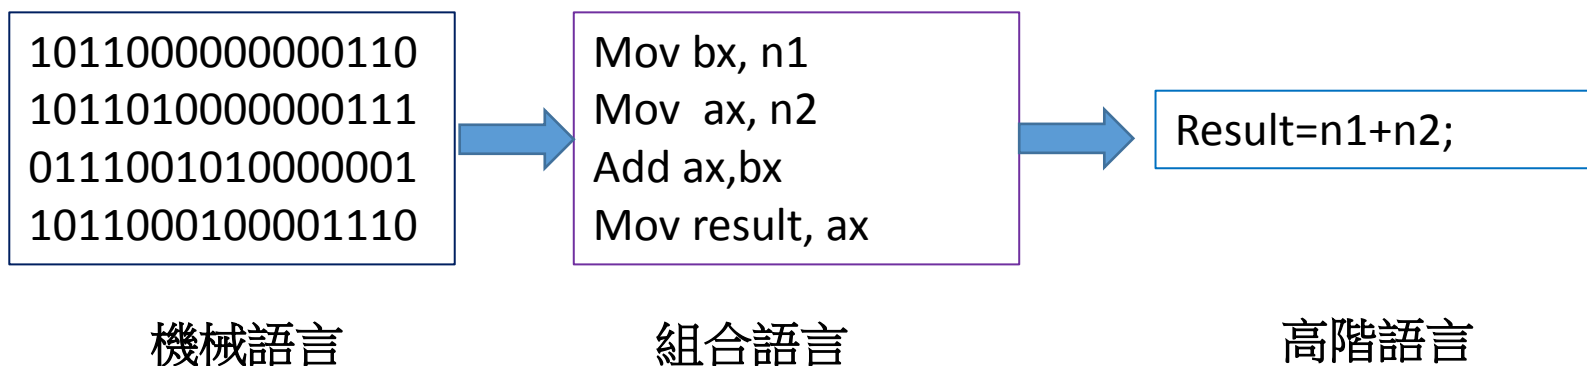 1011000000000110
1011010000000111
0111001010000001
1011000100001110
Mov bx, n1
Mov  ax, n2
Add ax,bx
Mov result, ax
Result=n1+n2;
機械語言
組合語言
高階語言